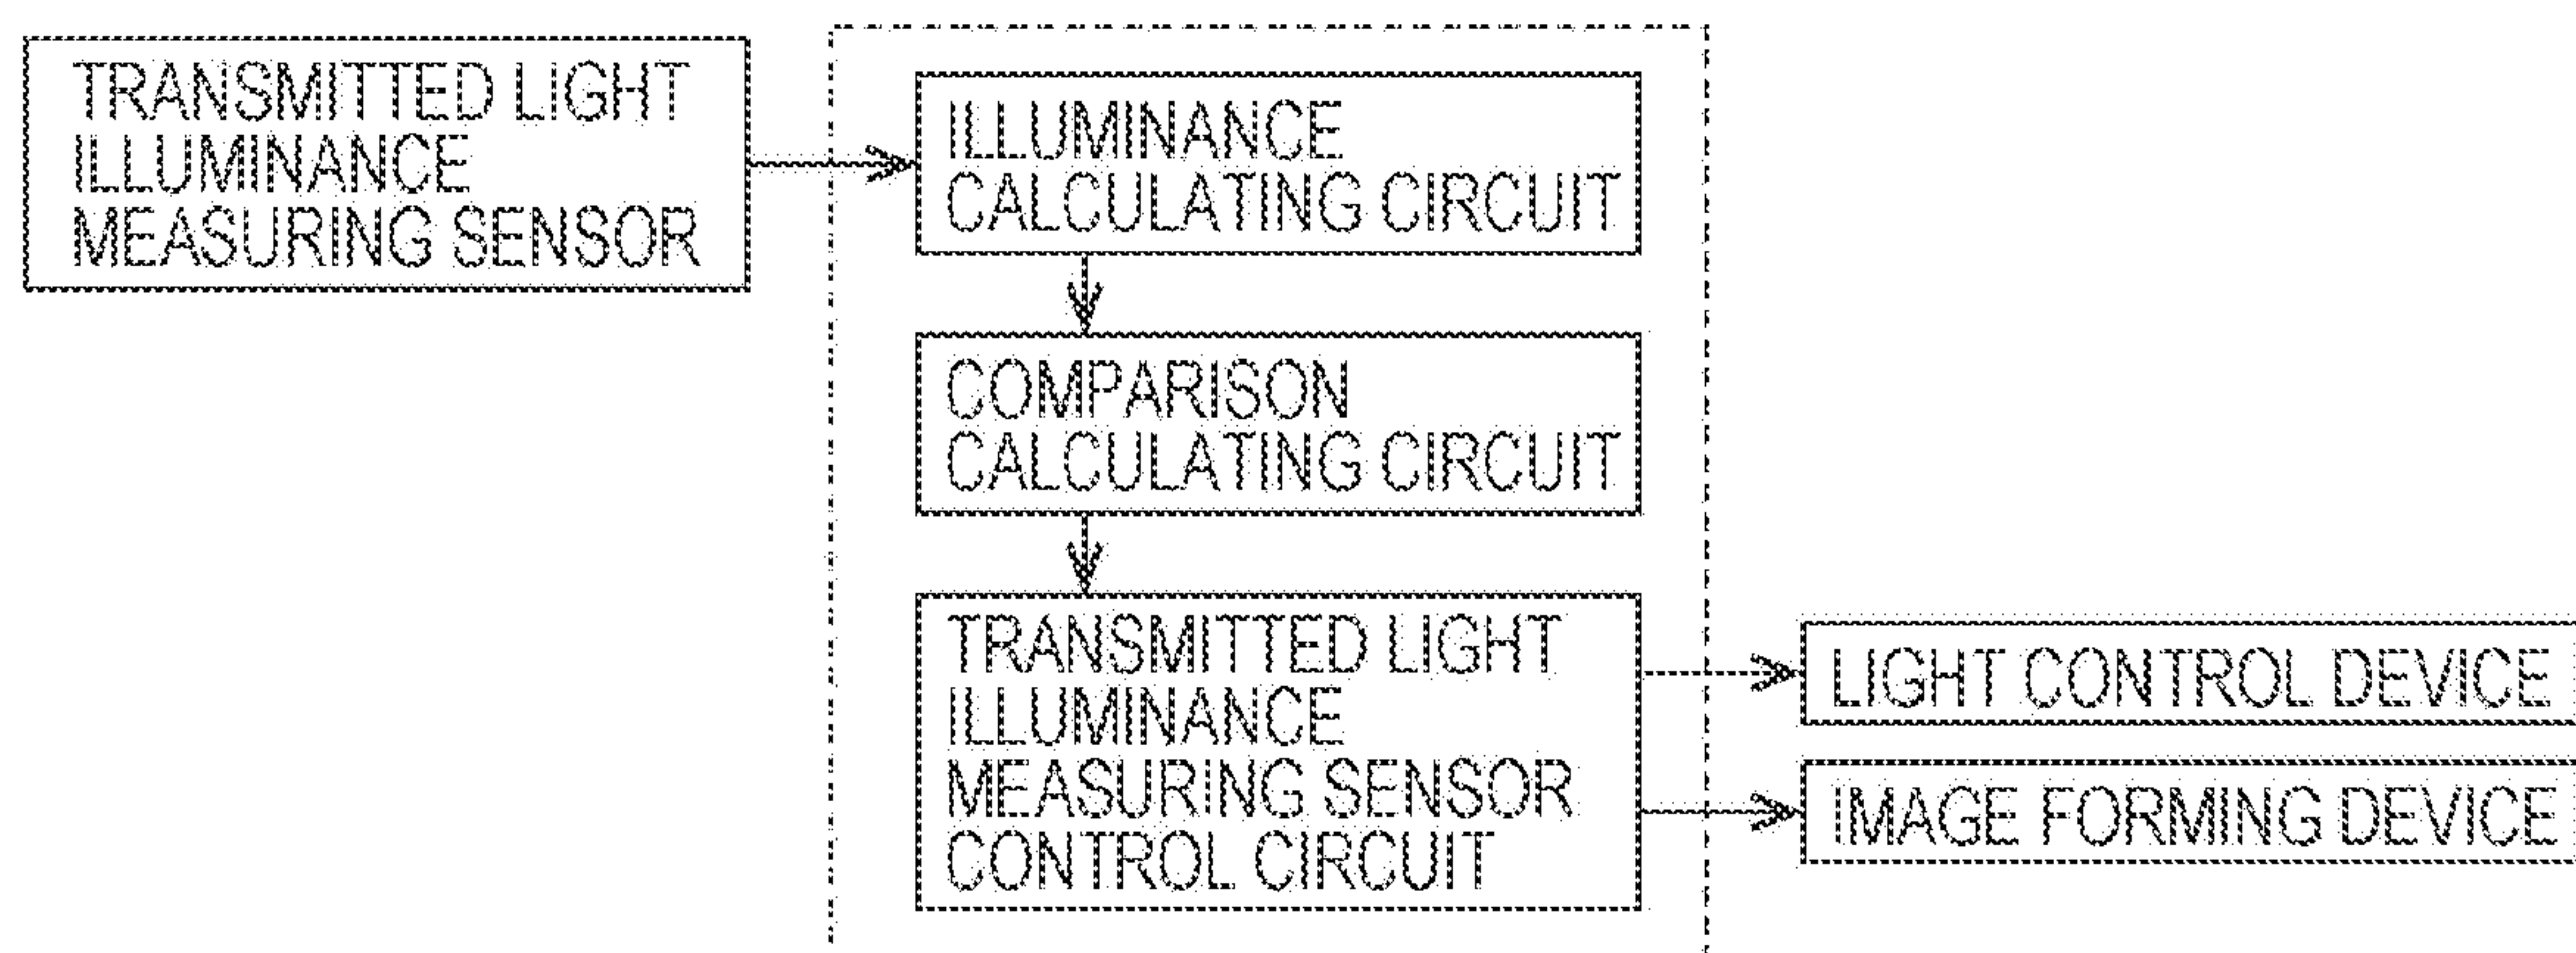 TRANSMITTED LIGHT
ILLUMINANCE
MEASURING SENSOR
ILLUMINANCE
CALCULATING CIRCUIT
COMPARISON
CALCULATING CIRCUIT
TRANSMITTED LIGHT
ILLUMINANCE
MEASURING SENSOR
CONTROL CIRCUIT
LIGHT CONTROL DEVICE
IMAGE FORMING DEVICE